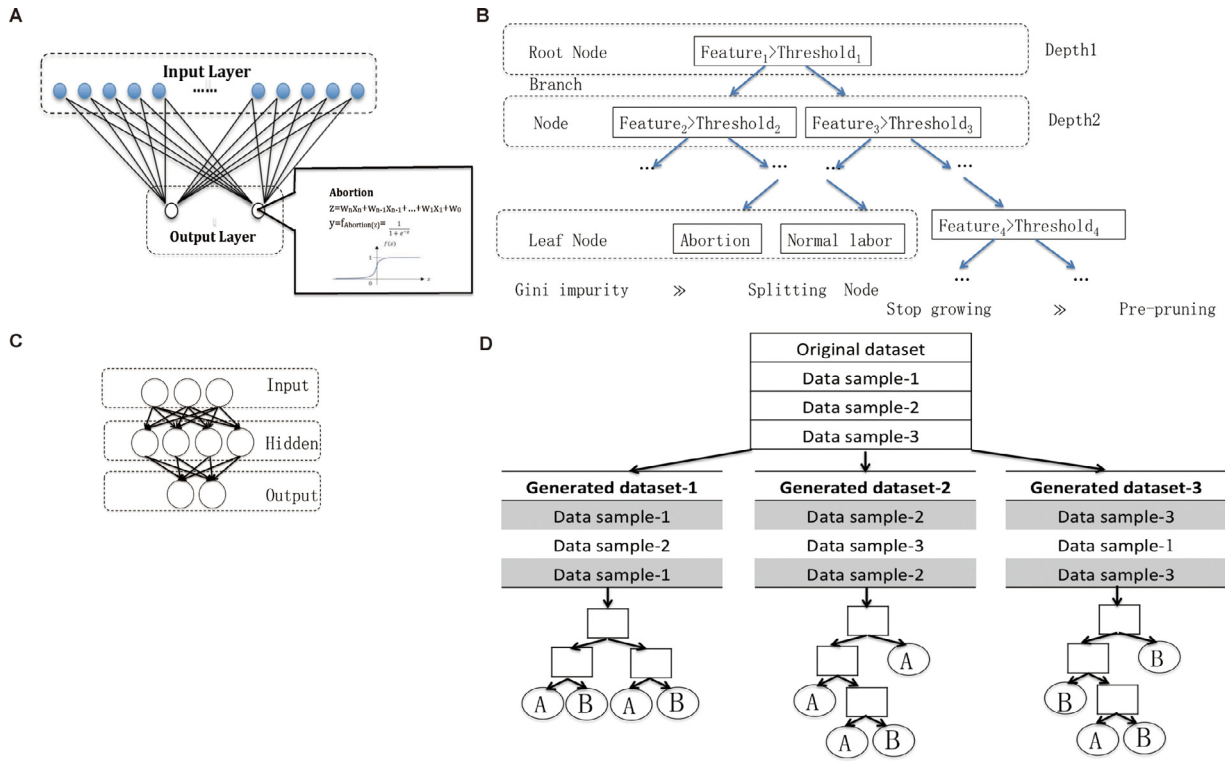 A
Input Layer
......
Abortion
z=wₙxₙ+wₙ₋₁xₙ₋₁+...+w₁x₁+w₀
y=f_Abortion(z)= 1/(1+e^-z)
f(x)
1
0
x
Output Layer
B
Root Node
Feature₁>Threshold₁
Depth1
Branch
Node
Feature₂>Threshold₂
Feature₃>Threshold₃
Depth2
... ... ... ...
Leaf Node
Abortion
Normal labor
Feature₄>Threshold₄
... ...
Gini impurity ≫ Splitting Node
Stop growing ≫ Pre-pruning
C
Input
Hidden
Output
D
Original dataset
Data sample-1
Data sample-2
Data sample-3
Generated dataset-1
Data sample-1
Data sample-2
Data sample-1
Generated dataset-2
Data sample-2
Data sample-3
Data sample-2
Generated dataset-3
Data sample-3
Data sample-1
Data sample-3
A B A B
A
A
A B
B
B
A B